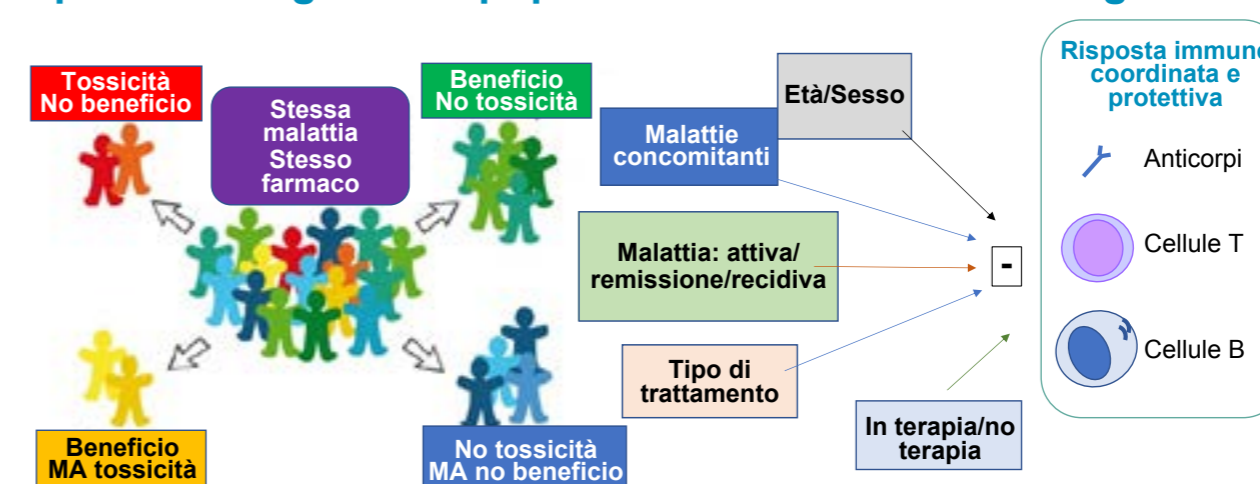 Tossicità
No beneficio
Stessa
malattia
Stesso
farmaco
Beneficio
No tossicità
Beneficio
MA tossicità
No tossicità
MA no beneficio
Età/Sesso
Malattie
concomitanti
Malattia: attiva/
remissione/recidiva
Tipo di
trattamento
In terapia/no
terapia
-
Risposta immun
coordinata e
protettiva
Anticorpi
Cellule T
Cellule B